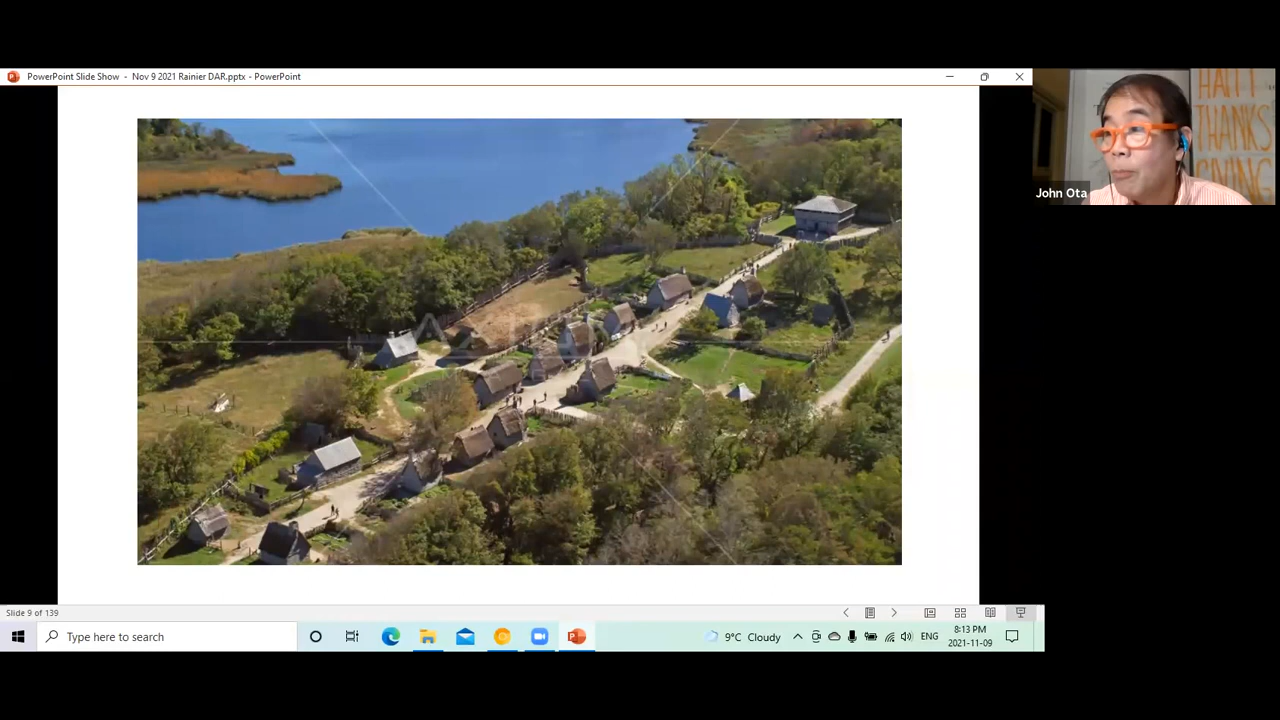 PowerPoint Slide Show - Nov 9 2021 Rainier DAR.pptx - PowerPoint
THANKS
John Ota
Slide 9 of 139
Type here to search
9°C Cloudy
ENG
8:13 PM
2021-11-09